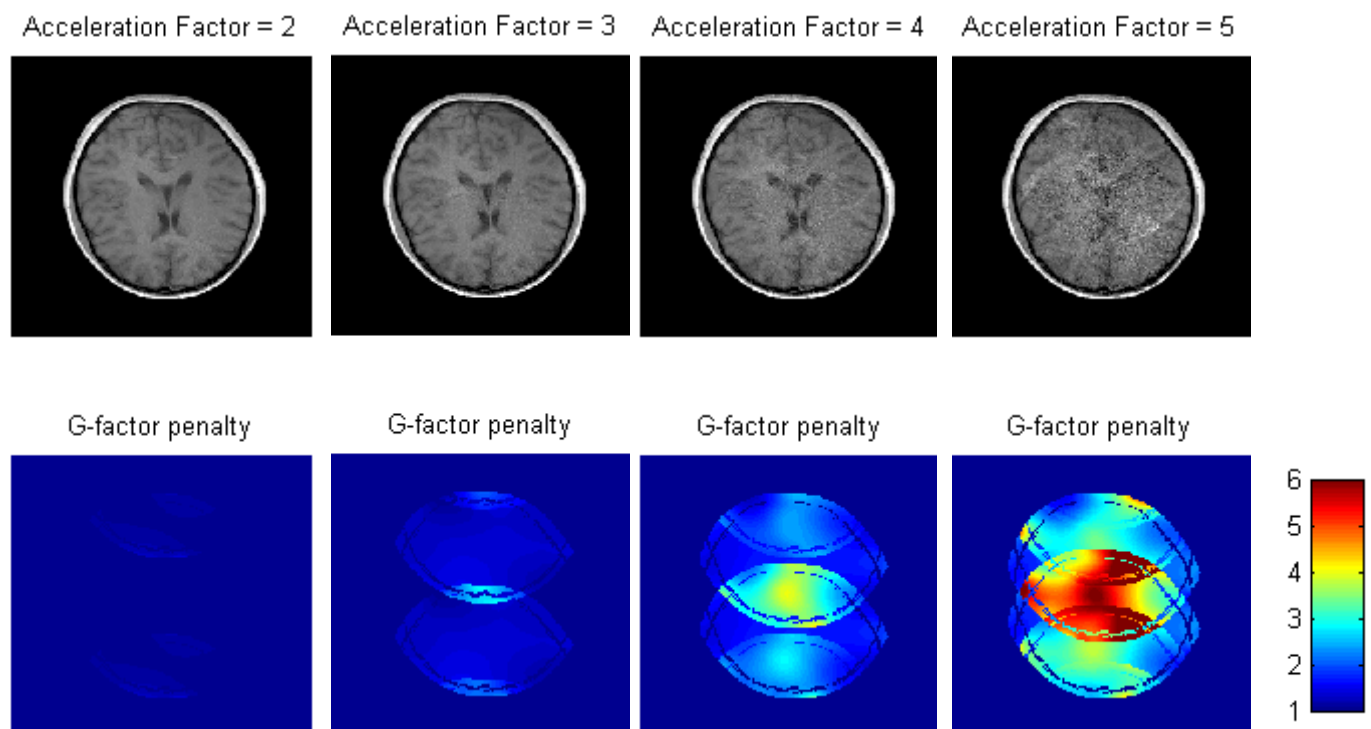 Acceleration Factor = 2
Acceleration Factor = 3
Acceleration Factor = 4
Acceleration Factor = 5
G-factor penalty
G-factor penalty
G-factor penalty
G-factor penalty
6
5
4
3
2
1